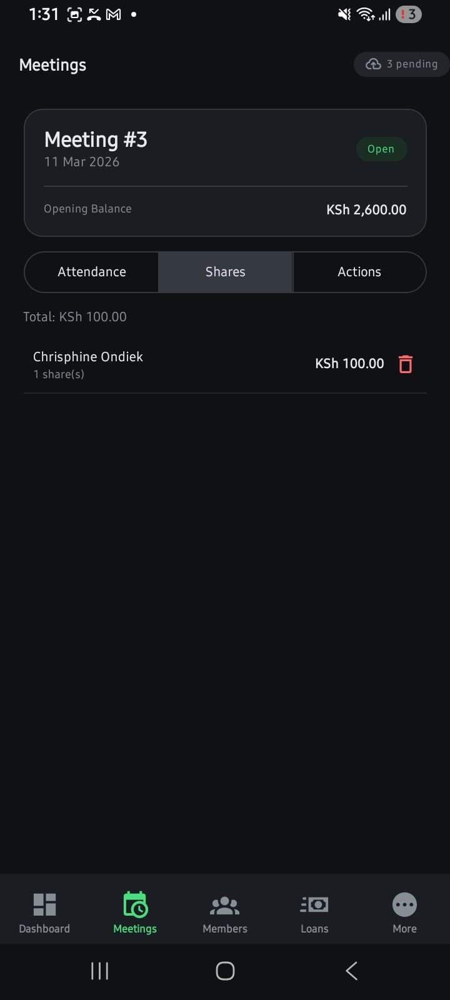 1:31
3
Meetings
3 pending
Meeting #3
11 Mar 2026
Open
Opening Balance
KSh 2,600.00
Attendance
Shares
Actions
Total: KSh 100.00
Chrisphine Ondiek
1 share(s)
KSh 100.00
Dashboard
Meetings
Members
Loans
More